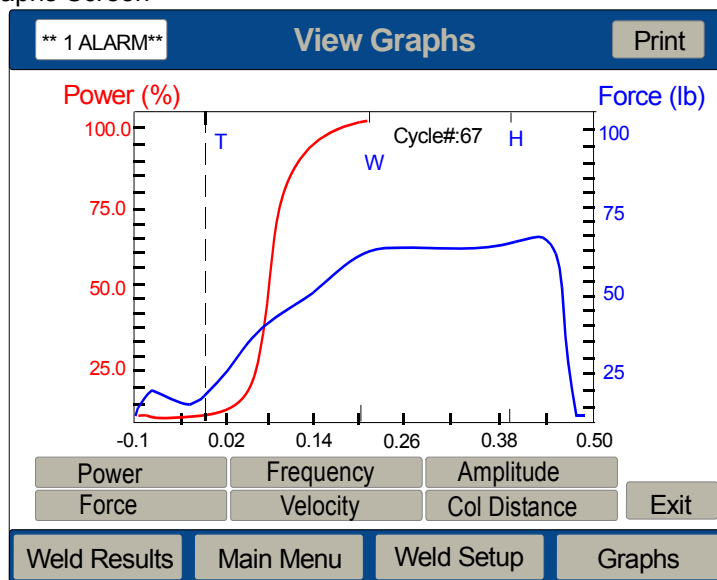 ** 1 ALARM** View Graphs Print
Power (%) Force (lb)
100.0 T Cycle#:67 H 100
W
75.0 75
50.0 50
25.0 25
-0.1 0.02 0.14 0.26 0.38 0.50
Power Frequency Amplitude
Force Velocity Col Distance Exit
Weld Results Main Menu Weld Setup Graphs